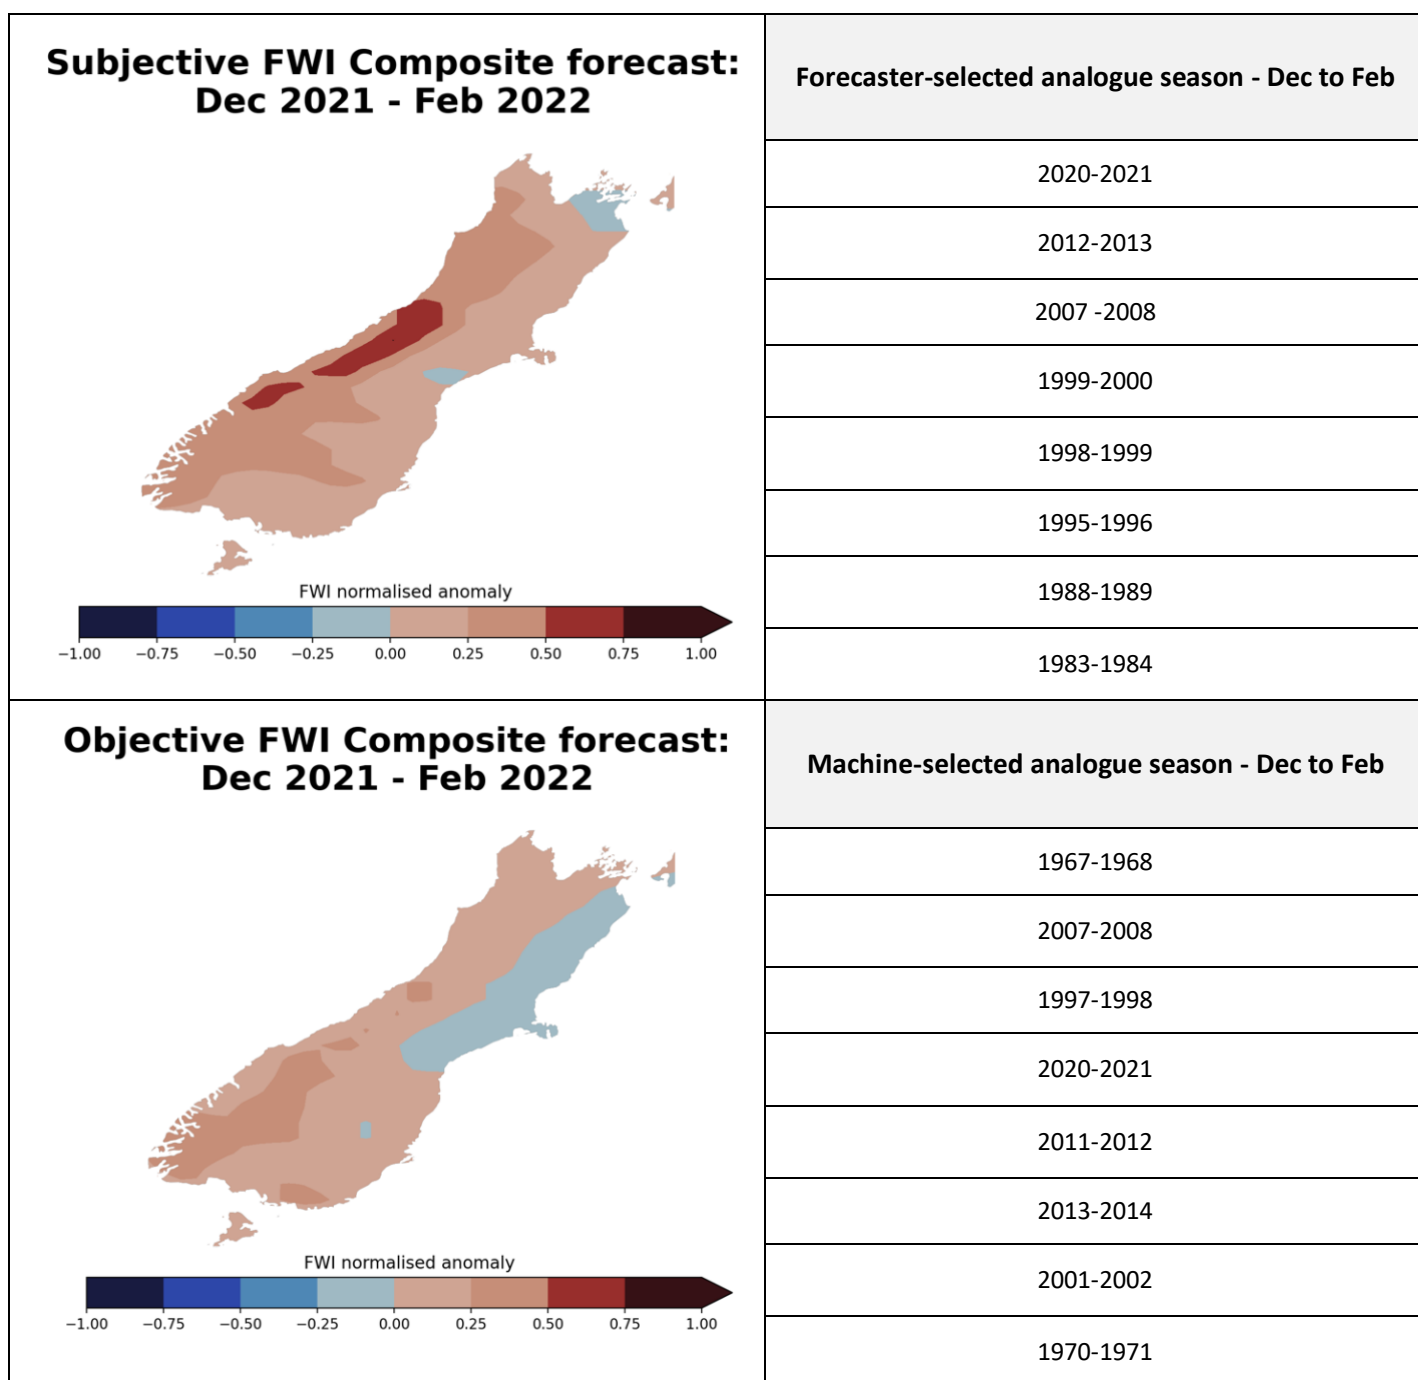 Subjective FWI Composite forecast:
Dec 2021 - Feb 2022
FWI normalised anomaly
−1.00 −0.75 −0.50 −0.25 0.00 0.25 0.50 0.75 1.00
Forecaster-selected analogue season - Dec to Feb
2020-2021
2012-2013
2007 -2008
1999-2000
1998-1999
1995-1996
1988-1989
1983-1984
Objective FWI Composite forecast:
Dec 2021 - Feb 2022
FWI normalised anomaly
−1.00 −0.75 −0.50 −0.25 0.00 0.25 0.50 0.75 1.00
Machine-selected analogue season - Dec to Feb
1967-1968
2007-2008
1997-1998
2020-2021
2011-2012
2013-2014
2001-2002
1970-1971